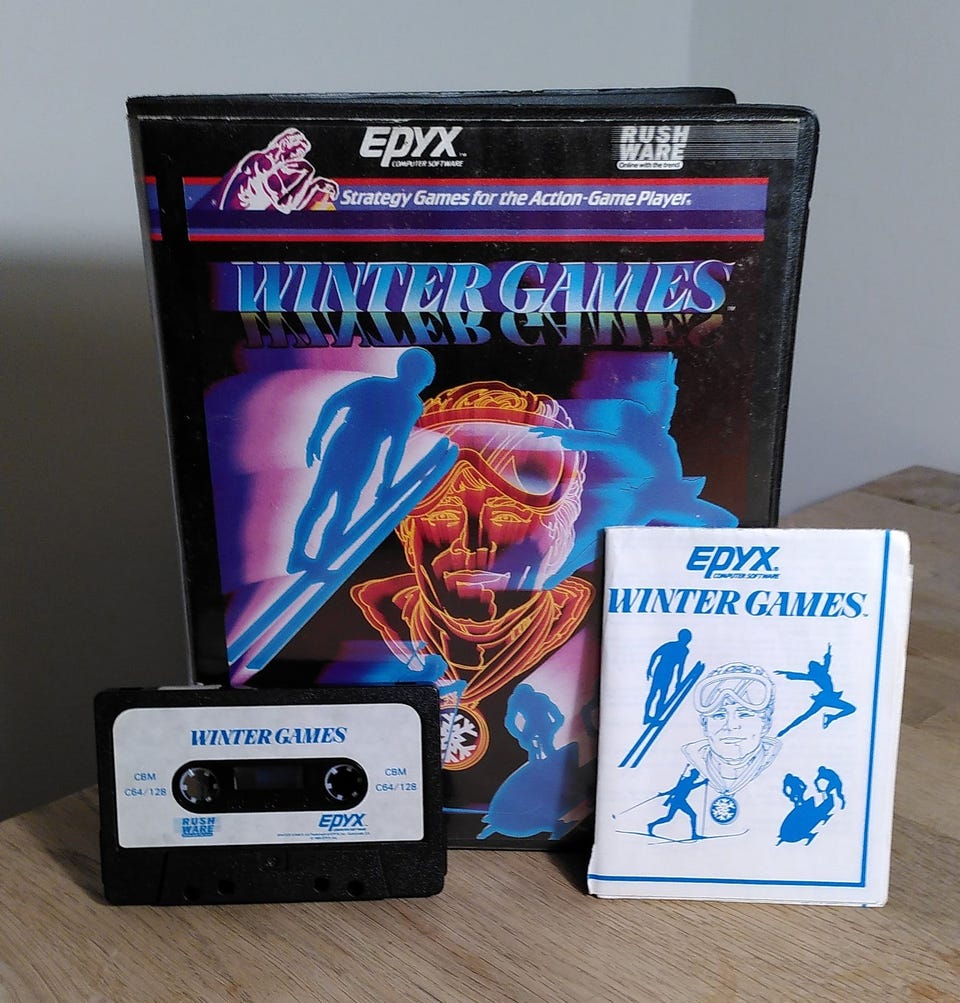 EPYX
COMPUTER SOFTWARE
RUSH
WARE
Online with the trend
Strategy Games for the Action-Game Player.
WINTER GAMES
EPYX
COMPUTER SOFTWARE
WINTER GAMES
WINTER GAMES
CBM
C64/128
CBM
C64/128
RUSH
WARE
EPYX